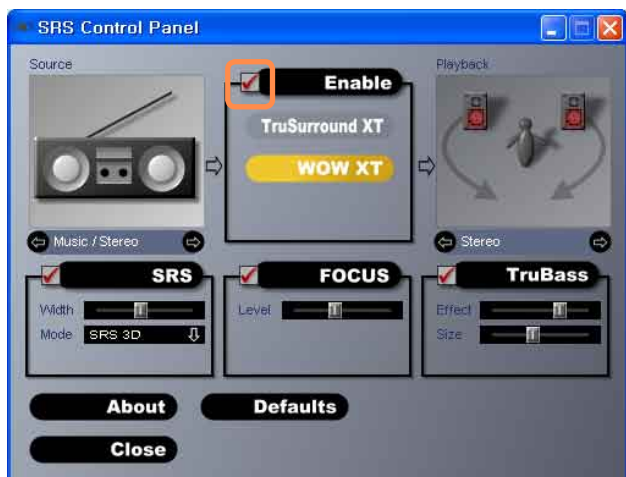 SRS Control Panel
Source
Enable
Playback
TruSurround XT
WOW XT
Music / Stereo
Stereo
SRS
FOCUS
TruBass
Width
Level
Effect
Mode
SRS 3D
Size
About
Defaults
Close